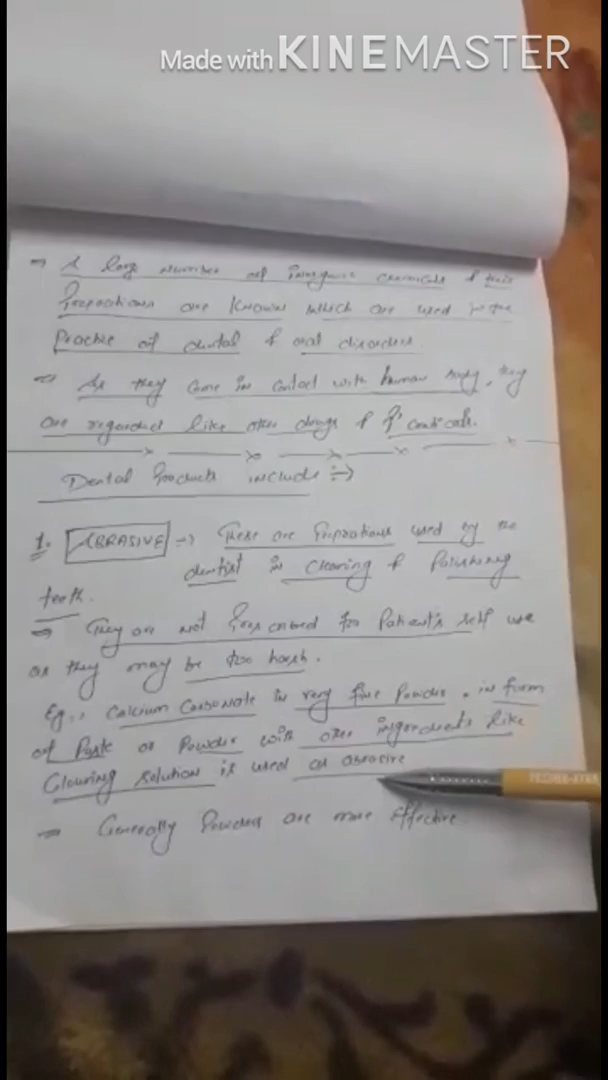 Made with KINEMASTER
→ A large number of inorganic chemicals & their
Preparations are known which are used in the
Practice of dental & oral disorders.
→ As they come in contact with human body, they
are regarded like other drugs &
Dental Products include :→
1. ABRASIVE :→ These are Preprations used by the
dentist in Cleaning & Polishing
teeth.
→ They are not Prescribed for Patient's self use
as they may be too harsh.
Eg., Calcium Carbonate in very fine Powder, in form
of Paste or Powder with other ingredients like
solution is used as abrasive
→ Generally Powders are more effective.